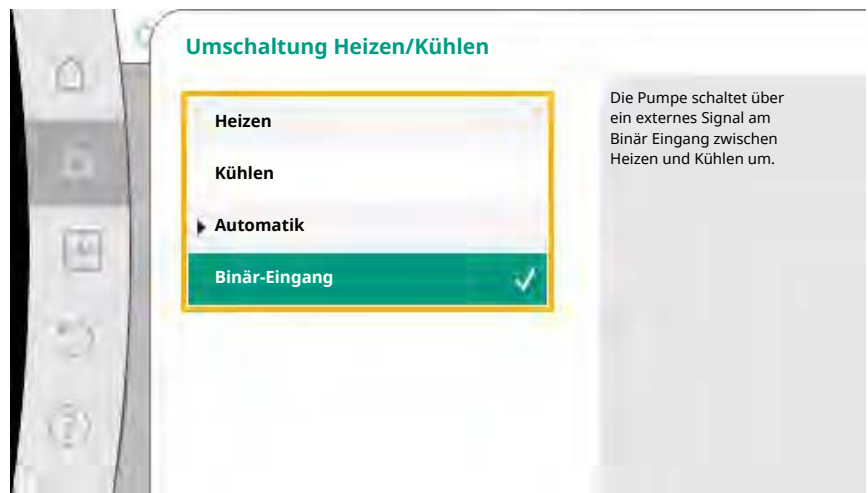 Umschaltung Heizen/Kühlen
Heizen
Kühlen
Automatik
Binär-Eingang
Die Pumpe schaltet über
ein externes Signal am
Binär Eingang zwischen
Heizen und Kühlen um.